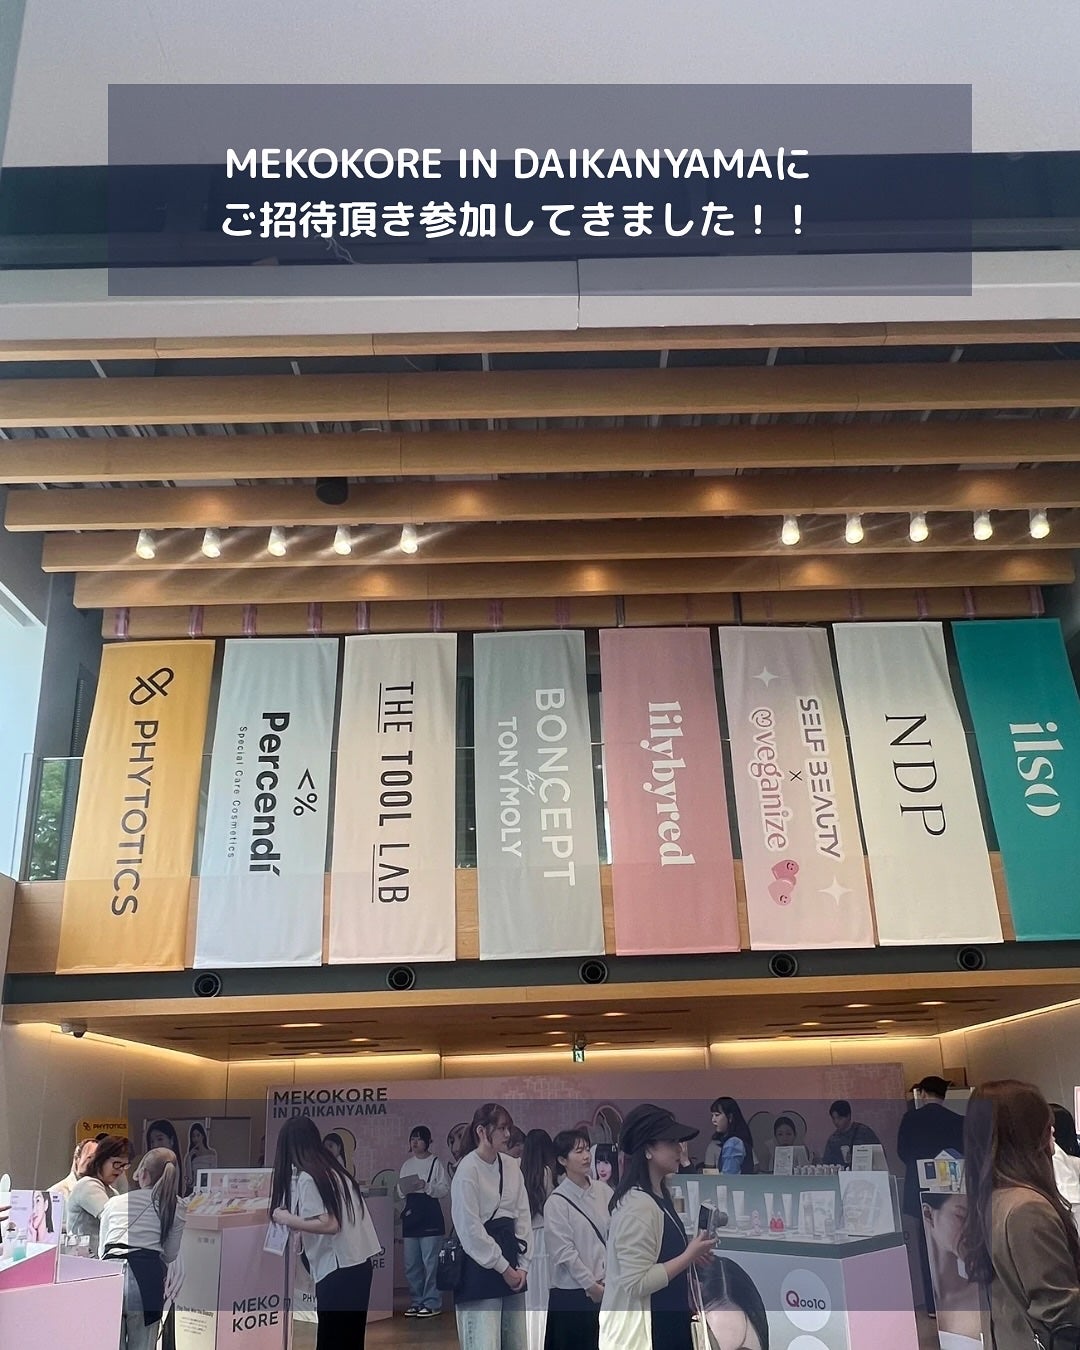 MEKOKORE IN DAIKANYAMAに
ご招待頂き参加してきました！！
PHYTOTICS
<%
Percendí
Special Care Cosmetics
THE TOOL LAB
BONCEPT
by
TONYMOLY
lilybyred
SELF BEAUTY
x
veganize
NDP
ilso
MEKOKORE
IN DAIKANYAMA
PHYTOTICS
MEKO
KORE
Qoo10